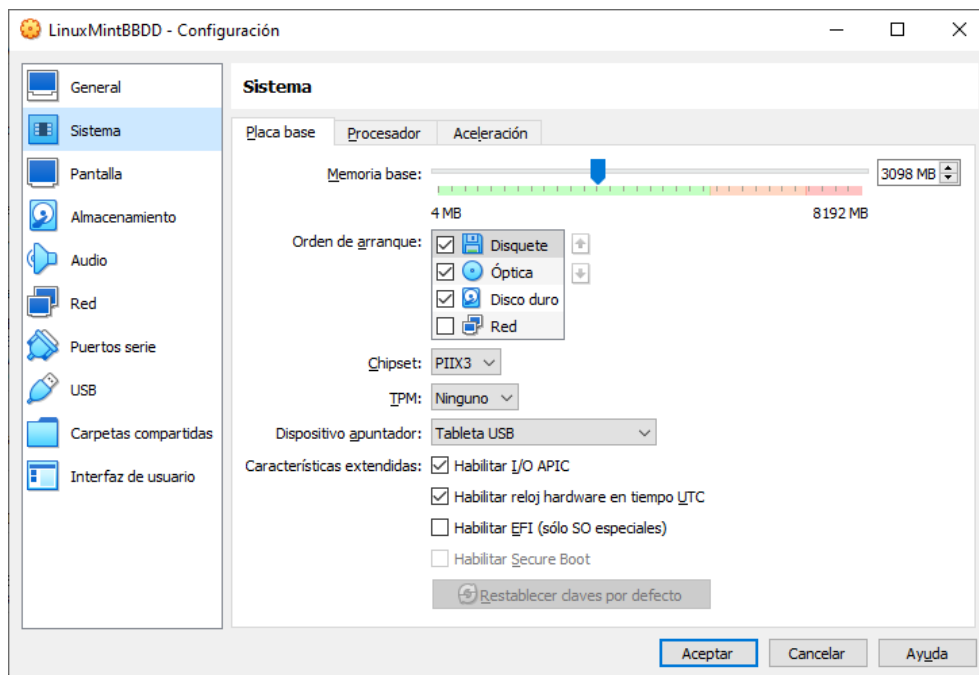 LinuxMintBBDD - Configuración
General
Sistema
Pantalla
Almacenamiento
Audio
Red
Puertos serie
USB
Carpetas compartidas
Interfaz de usuario
Sistema
Placa base Procesador Aceleración
Memoria base: 3098 MB
4 MB 8192 MB
Orden de arranque: Disquete
Óptica
Disco duro
Red
Chipset: PIIX3
TPM: Ninguno
Dispositivo apuntador: Tableta USB
Características extendidas: Habilitar I/O APIC
Habilitar reloj hardware en tiempo UTC
Habilitar EFI (sólo SO especiales)
Habilitar Secure Boot
Restablecer claves por defecto
Aceptar Cancelar Ayuda